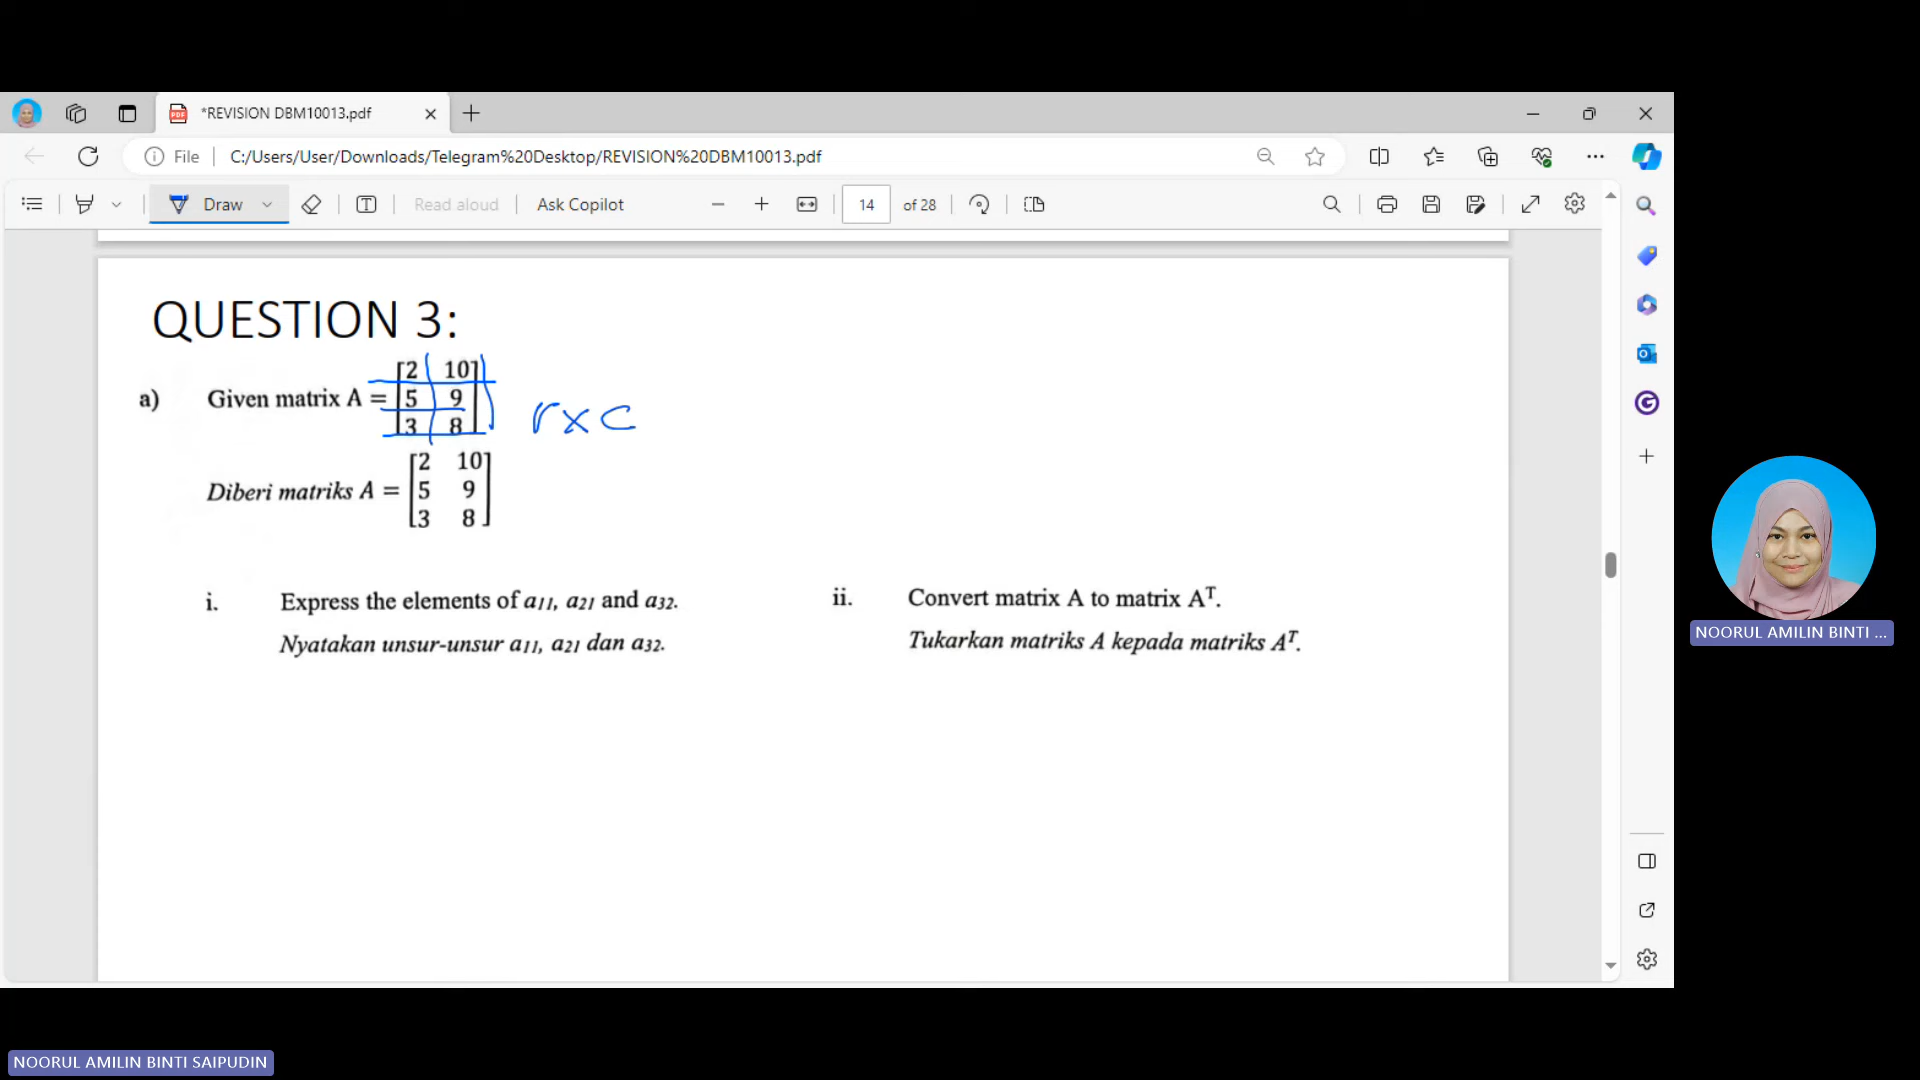 *REVISION DBM10013.pdf
File
C:/Users/User/Downloads/Telegram%20Desktop/REVISION%20DBM10013.pdf
Draw
Read aloud
Ask Copilot
14
of 28
QUESTION 3:
a) Given matrix A = [2 10
5 9
3 8]
r x c
Diberi matriks A = [2 10
5 9
3 8]
i. Express the elements of a11, a21 and a32.
Nyatakan unsur-unsur a11, a21 dan a32.
ii. Convert matrix A to matrix Aᵀ.
Tukarkan matriks A kepada matriks Aᵀ.
NOORUL AMILIN BINTI ...
NOORUL AMILIN BINTI SAIPUDIN